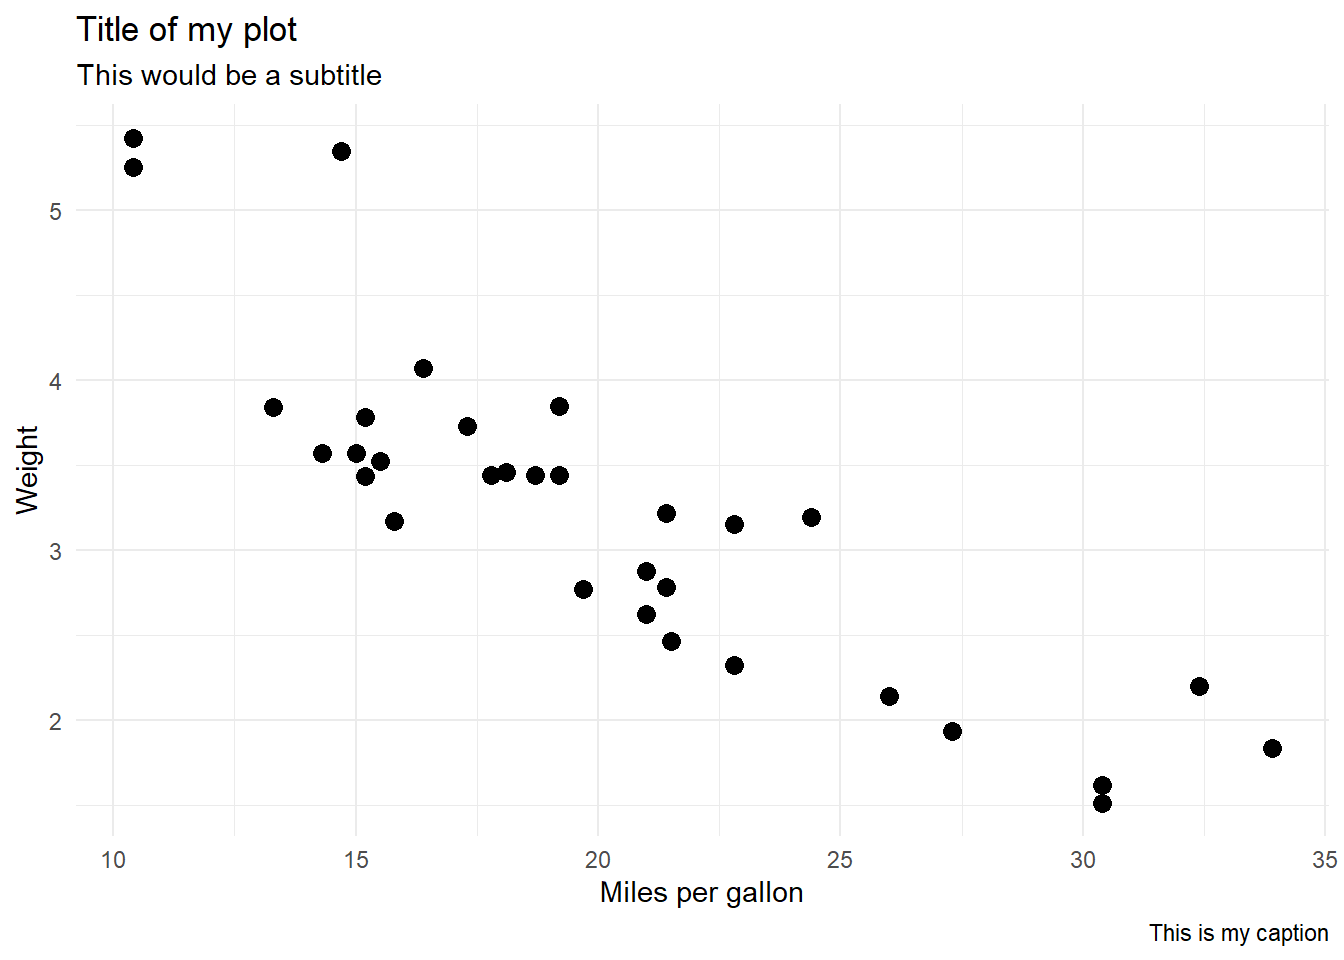 Title of my plot
This would be a subtitle
5
4
3
2
Weight
10 15 20 25 30 35
Miles per gallon
This is my caption